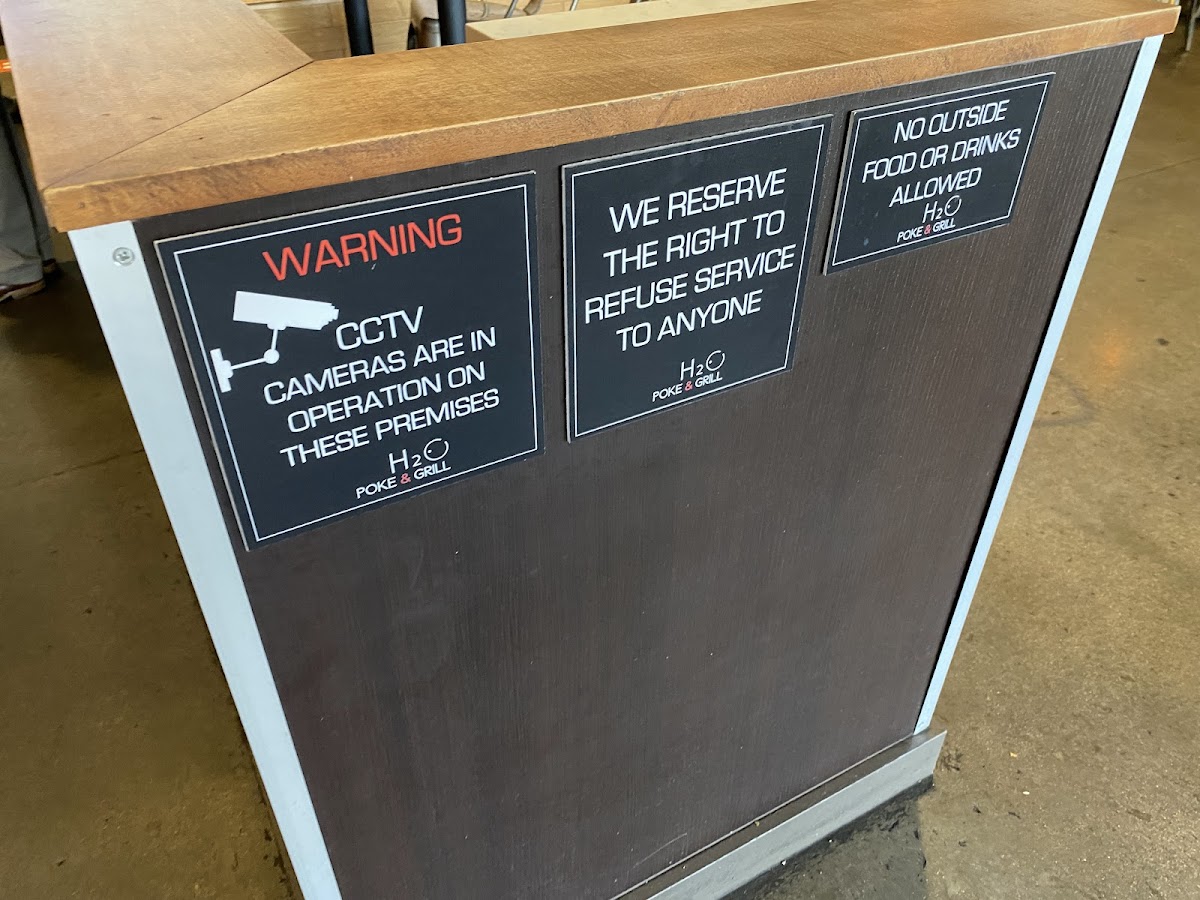 WARNING
CCTV
CAMERAS ARE IN
OPERATION ON
THESE PREMISES
H2O
POKE & GRILL
WE RESERVE
THE RIGHT TO
REFUSE SERVICE
TO ANYONE
H2O
POKE & GRILL
NO OUTSIDE
FOOD OR DRINKS
ALLOWED
H2O
POKE & GRILL